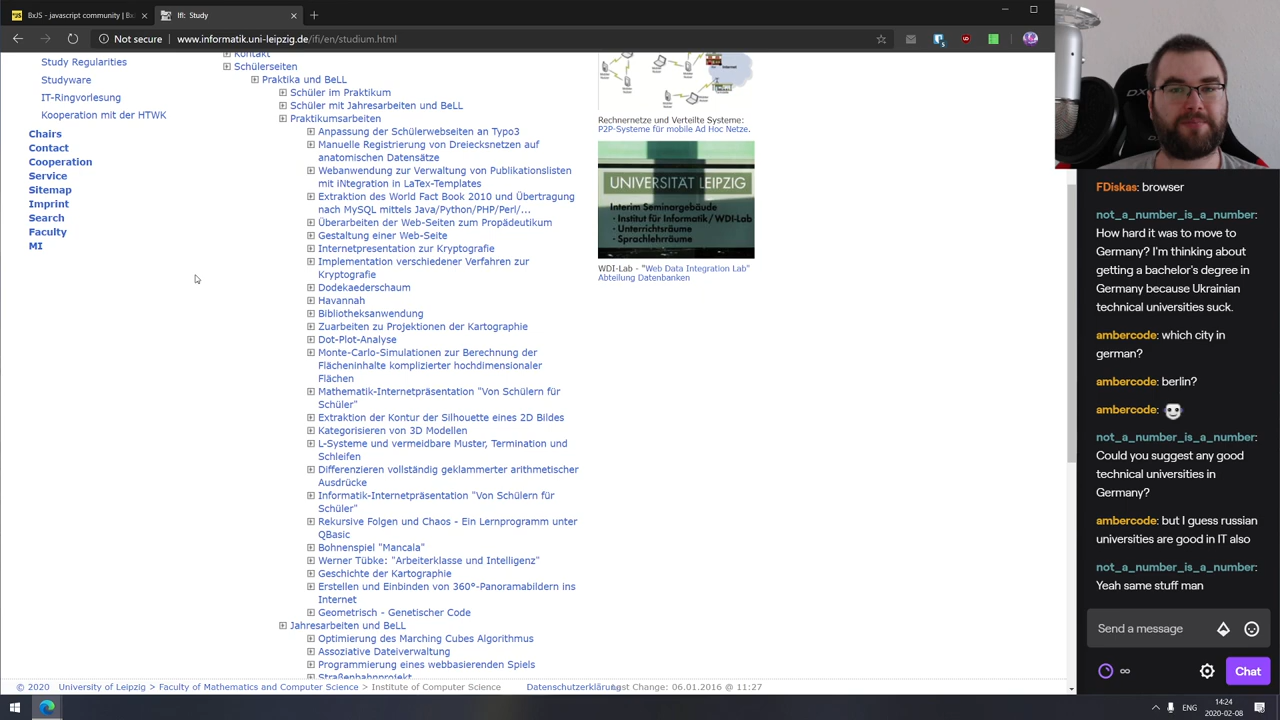 BxJS - javascript community | Bx
Ifi: Study
Not secure | www.informatik.uni-leipzig.de/ifi/en/studium.html
Study Regularities
Studyware
IT-Ringvorlesung
Kooperation mit der HTWK
Chairs
Contact
Cooperation
Service
Sitemap
Imprint
Search
Faculty
MI
Kontakt
Schülerseiten
Praktika und BeLL
Schüler im Praktikum
Schüler mit Jahresarbeiten und BeLL
Praktikumsarbeiten
Anpassung der Schülerwebseiten an Typo3
Manuelle Registrierung von Dreiecksnetzen auf
anatomischen Datensätze
Webanwendung zur Verwaltung von Publikationslisten
mit iNtegration in LaTex-Templates
Extraktion des World Fact Book 2010 und Übertragung
nach MySQL mittels Java/Python/PHP/Perl/...
Überarbeiten der Web-Seiten zum Propädeutikum
Gestaltung einer Web-Seite
Internetpresentation zur Kryptografie
Implementation verschiedener Verfahren zur
Kryptografie
Dodekaederschaum
Havannah
Bibliotheksanwendung
Zuarbeiten zu Projektionen der Kartographie
Dot-Plot-Analyse
Monte-Carlo-Simulationen zur Berechnung der
Flächeninhalte komplizierter hochdimensionaler
Flächen
Mathematik-Internetpräsentation "Von Schülern für
Schüler"
Extraktion der Kontur der Silhouette eines 2D Bildes
Kategorisieren von 3D Modellen
L-Systeme und vermeidbare Muster, Termination und
Schleifen
Differenzieren vollständig geklammerter arithmetischer
Ausdrücke
Informatik-Internetpräsentation "Von Schülern für
Schüler"
Rekursive Folgen und Chaos - Ein Lernprogramm unter
QBasic
Bohnenspiel "Mancala"
Werner Tübke: "Arbeiterklasse und Intelligenz"
Geschichte der Kartographie
Erstellen und Einbinden von 360°-Panoramabildern ins
Internet
Geometrisch - Genetischer Code
Jahresarbeiten und BeLL
Optimierung des Marching Cubes Algorithmus
Assoziative Dateiverwaltung
Programmierung eines webbasierenden Spiels
Straßenbahnprojekt
Rechnernetze und Verteilte Systeme:
P2P-Systeme für mobile Ad Hoc Netze.
UNIVERSITÄT LEIPZIG
Interim Seminargebäude
· Institut für Informatik/WDI-Lab
· Unterrichtsräume
· Sprachlehrräume
WDI-Lab - "Web Data Integration Lab"
Abteilung Datenbanken
© 2020 University of Leipzig > Faculty of Mathematics and Computer Science > Institute of Computer Science
Datenschutzerklärung
Last Change: 06.01.2016 @ 11:27
FDiskas: browser
not_a_number_is_a_number:
How hard it was to move to
Germany? I'm thinking about
getting a bachelor's degree in
Germany because Ukrainian
technical universities suck.
ambercode: which city in
german?
ambercode: berlin?
ambercode:
not_a_number_is_a_number:
Could you suggest any good
technical universities in
Germany?
ambercode: but I guess russian
universities are good in IT also
not_a_number_is_a_number:
Yeah same stuff man
Send a message
∞
Chat
ENG
14:24
2020-02-08